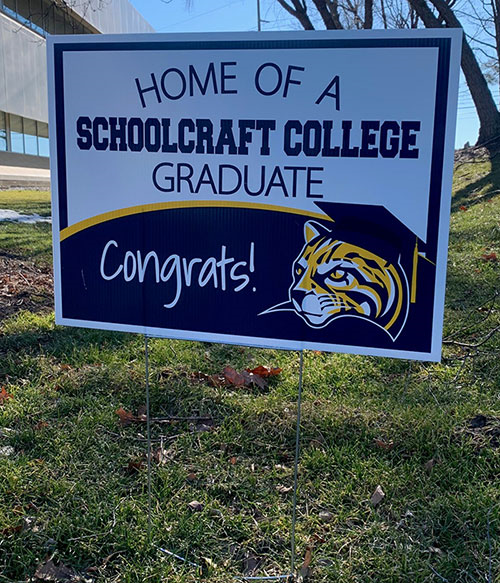 HOME OF A
SCHOOLCRAFT COLLEGE
GRADUATE
Congrats!